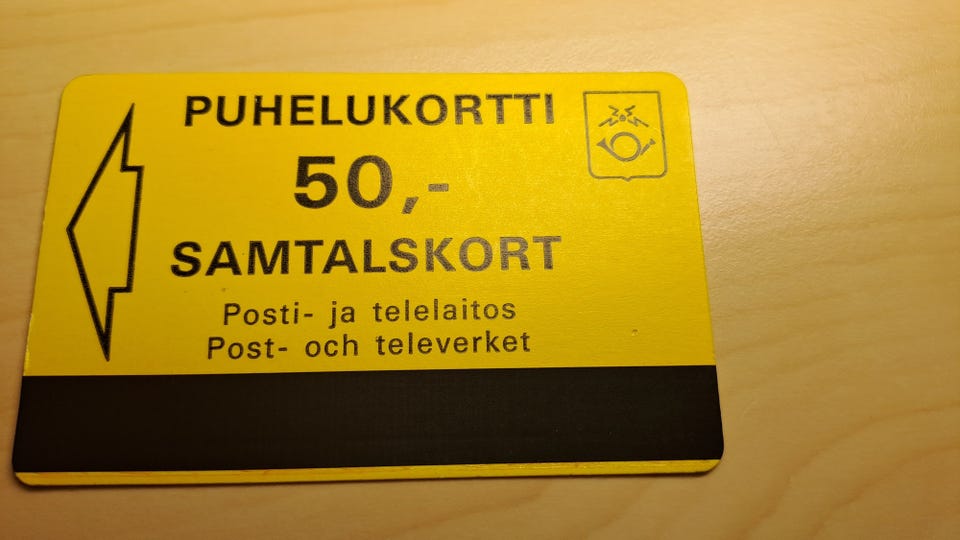 PUHELUKORTTI
50,-
SAMTALSKORT
Posti- ja telelaitos
Post- och televerket